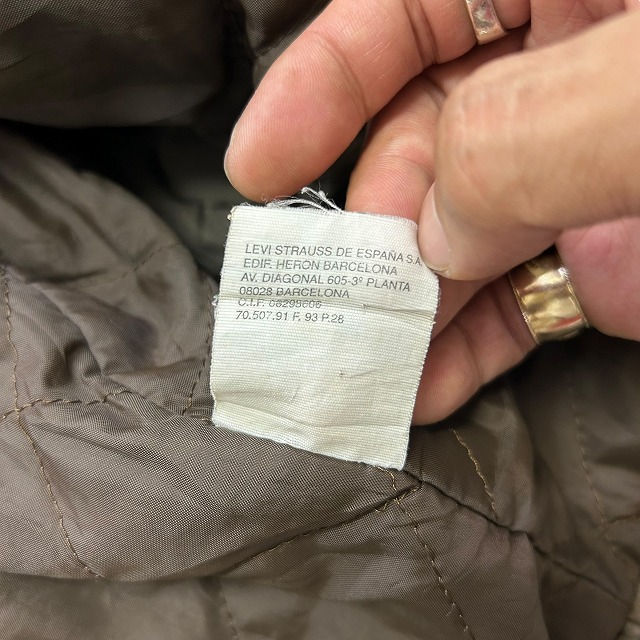 LEVI STRAUSS DE ESPAÑA S.A
EDIF. HERON BARCELONA
AV. DIAGONAL 605-3º PLANTA
08028 BARCELONA
C.I.F.
70.507.91 F. 93 P.28